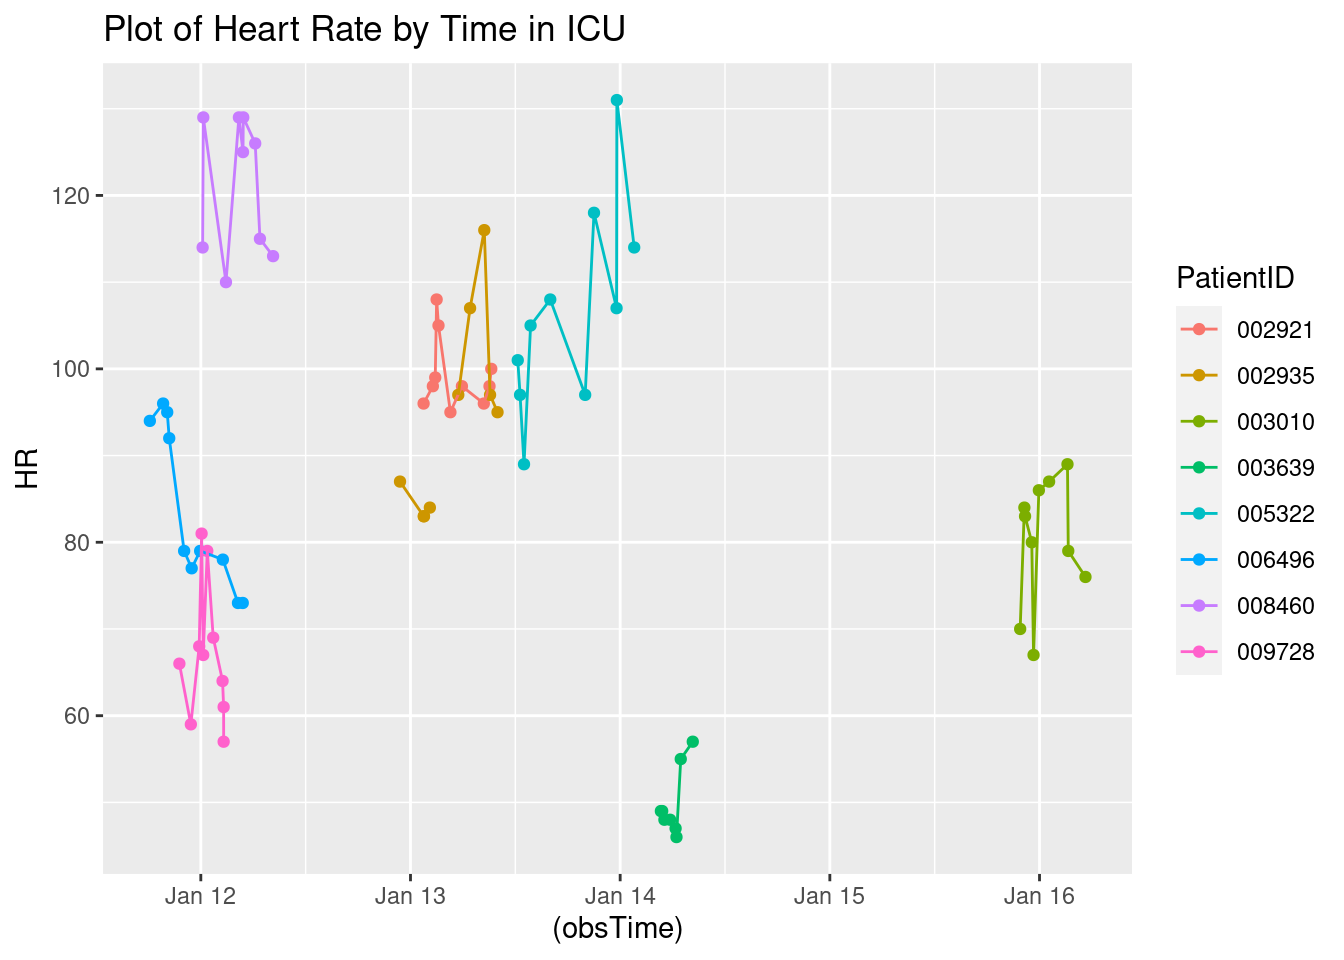 Plot of Heart Rate by Time in ICU
HR
120
100
80
60
Jan 12
Jan 13
Jan 14
Jan 15
Jan 16
(obsTime)
PatientID
002921
002935
003010
003639
005322
006496
008460
009728